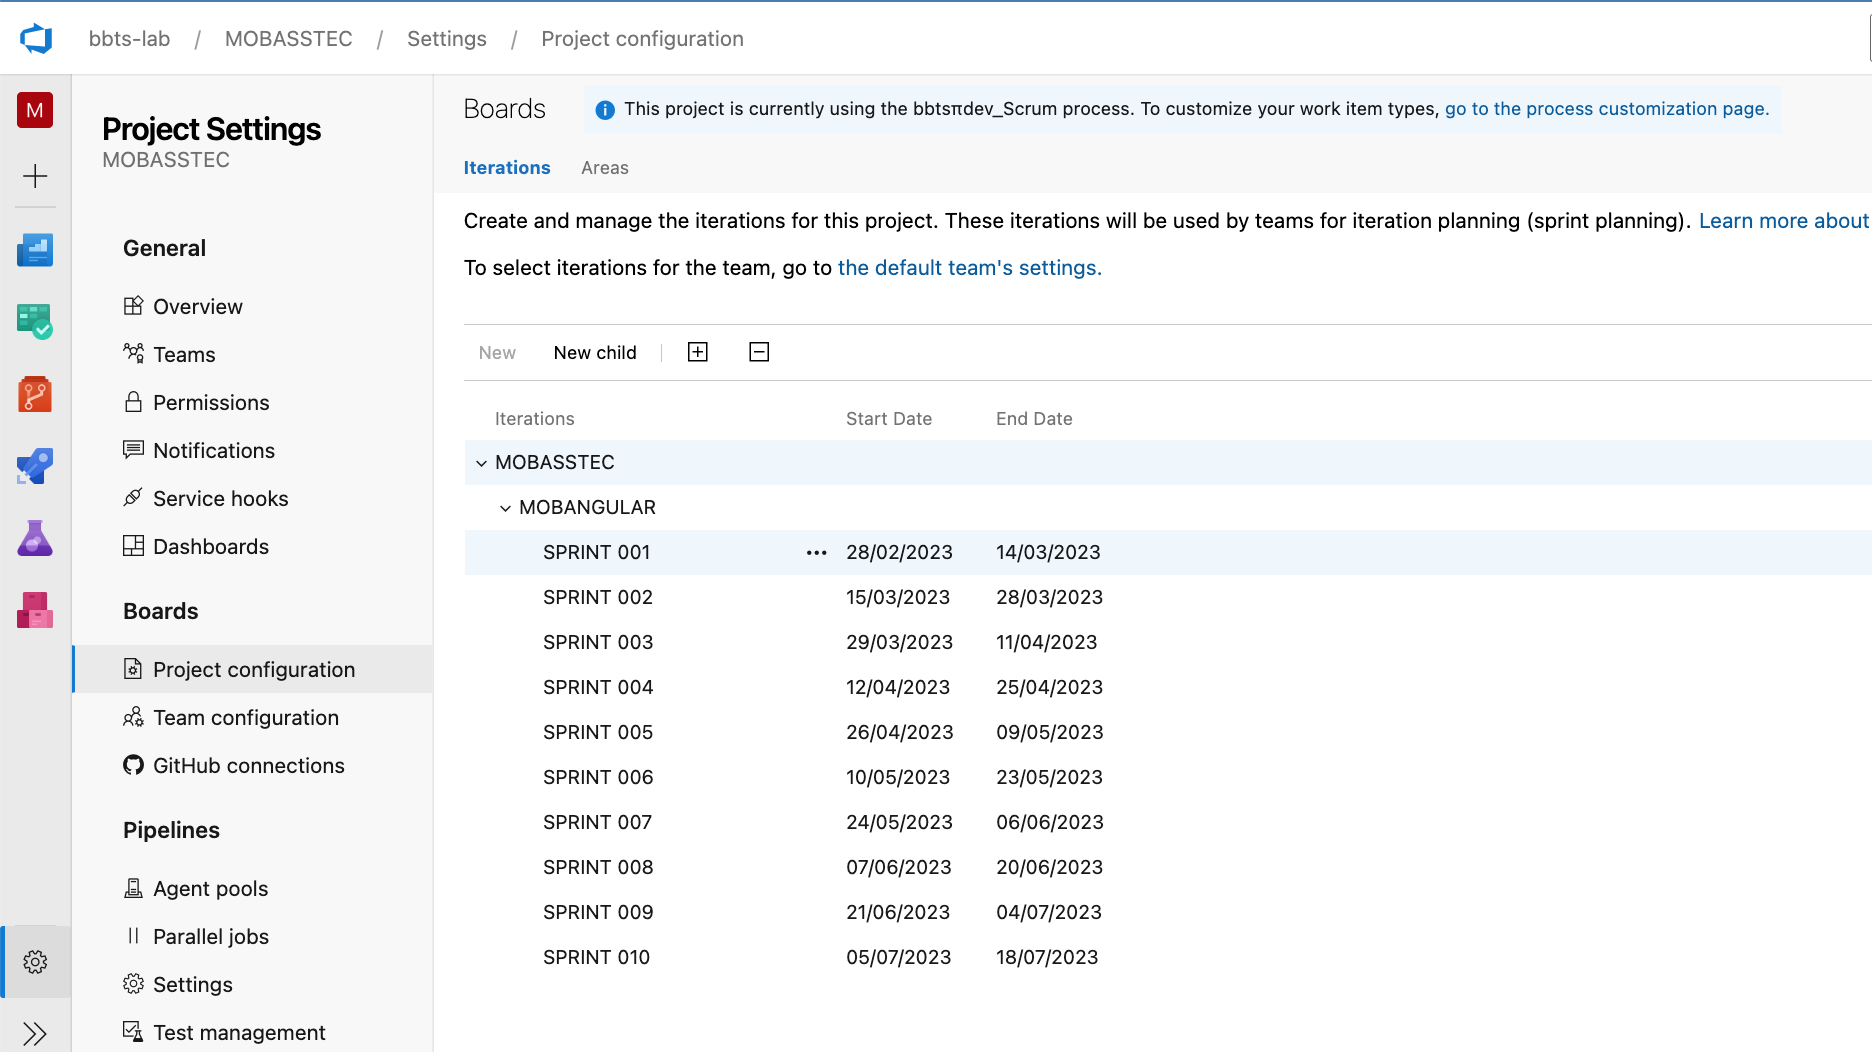 bbts-lab / MOBASSTEC / Settings / Project configuration
M
Project Settings
MOBASSTEC
General
Overview
Teams
Permissions
Notifications
Service hooks
Dashboards
Boards
Project configuration
Team configuration
GitHub connections
Pipelines
Agent pools
Parallel jobs
Settings
Test management
Boards
This project is currently using the bbtsπdev_Scrum process. To customize your work item types, go to the process customization page.
Iterations Areas
Create and manage the iterations for this project. These iterations will be used by teams for iteration planning (sprint planning). Learn more about
To select iterations for the team, go to the default team's settings.
New New child
Iterations Start Date End Date
MOBASSTEC
MOBANGULAR
SPRINT 001 ••• 28/02/2023 14/03/2023
SPRINT 002 15/03/2023 28/03/2023
SPRINT 003 29/03/2023 11/04/2023
SPRINT 004 12/04/2023 25/04/2023
SPRINT 005 26/04/2023 09/05/2023
SPRINT 006 10/05/2023 23/05/2023
SPRINT 007 24/05/2023 06/06/2023
SPRINT 008 07/06/2023 20/06/2023
SPRINT 009 21/06/2023 04/07/2023
SPRINT 010 05/07/2023 18/07/2023